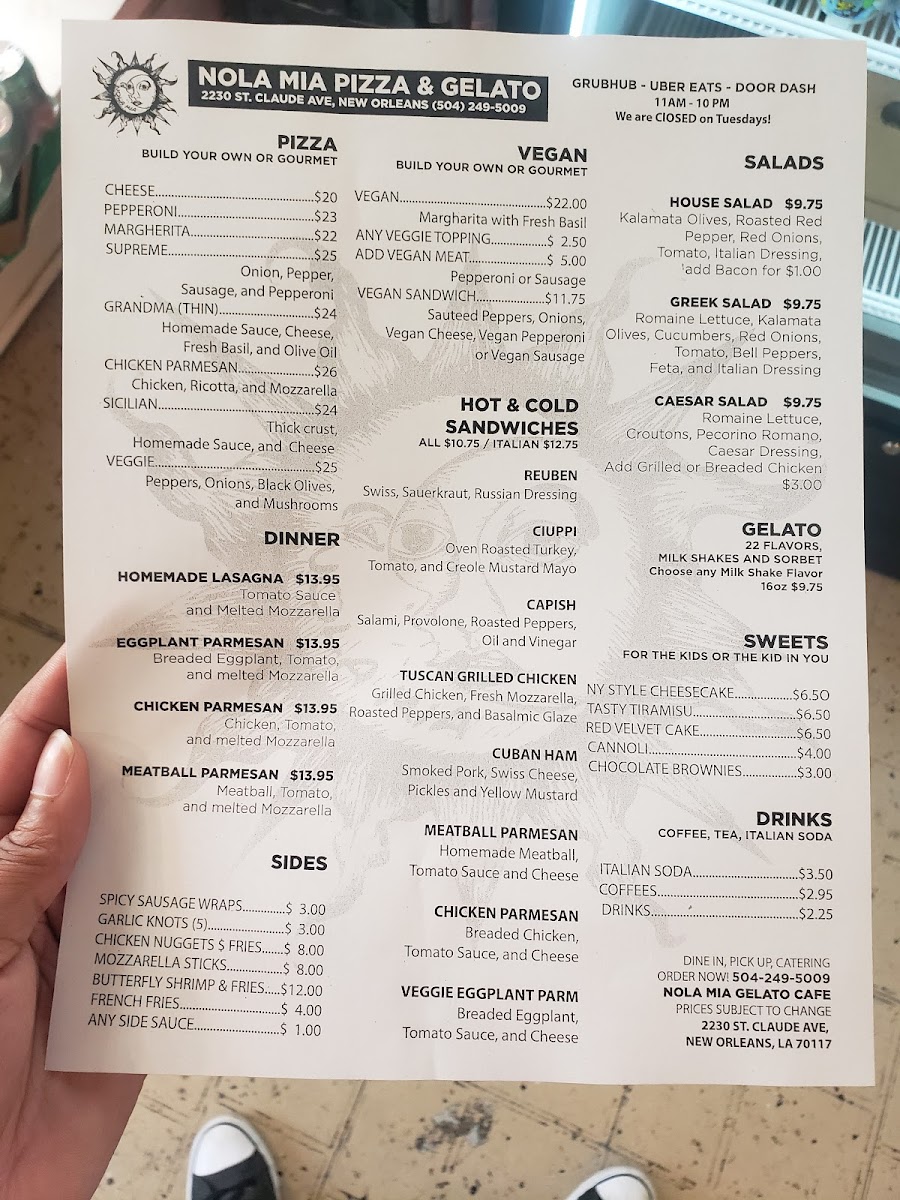 NOLA MIA PIZZA & GELATO
2230 ST. CLAUDE AVE, NEW ORLEANS (504) 249-5009
GRUBHUB - UBER EATS - DOOR DASH
11AM - 10 PM
We are ClOSED on Tuesdays!
PIZZA
BUILD YOUR OWN OR GOURMET
CHEESE.....$20
PEPPERONI.....$23
MARGHERITA.....$22
SUPREME.....$25
Onion, Pepper,
Sausage, and Pepperoni
GRANDMA (THIN).....$24
Homemade Sauce, Cheese,
Fresh Basil, and Olive Oil
CHICKEN PARMESAN.....$26
Chicken, Ricotta, and Mozzarella
SICILIAN.....$24
Thick crust,
Homemade Sauce, and Cheese
VEGGIE.....$25
Peppers, Onions, Black Olives,
and Mushrooms
DINNER
HOMEMADE LASAGNA $13.95
Tomato Sauce
and Melted Mozzarella
EGGPLANT PARMESAN $13.95
Breaded Eggplant, Tomato,
and melted Mozzarella
CHICKEN PARMESAN $13.95
Chicken, Tomato,
and melted Mozzarella
MEATBALL PARMESAN $13.95
Meatball, Tomato,
and melted Mozzarella
SIDES
SPICY SAUSAGE WRAPS.....$ 3.00
GARLIC KNOTS (5).....$ 3.00
CHICKEN NUGGETS $ FRIES.....$ 8.00
MOZZARELLA STICKS.....$ 8.00
BUTTERFLY SHRIMP & FRIES.....$12.00
FRENCH FRIES.....$ 4.00
ANY SIDE SAUCE.....$ 1.00
VEGAN
BUILD YOUR OWN OR GOURMET
VEGAN.....$22.00
Margharita with Fresh Basil
ANY VEGGIE TOPPING.....$ 2.50
ADD VEGAN MEAT.....$ 5.00
Pepperoni or Sausage
VEGAN SANDWICH.....$11.75
Sauteed Peppers, Onions,
Vegan Cheese, Vegan Pepperoni
or Vegan Sausage
HOT & COLD
SANDWICHES
ALL $10.75 / ITALIAN $12.75
REUBEN
Swiss, Sauerkraut, Russian Dressing
CIUPPI
Oven Roasted Turkey,
Tomato, and Creole Mustard Mayo
CAPISH
Salami, Provolone, Roasted Peppers,
Oil and Vinegar
TUSCAN GRILLED CHICKEN
Grilled Chicken, Fresh Mozzarella,
Roasted Peppers, and Basalmic Glaze
CUBAN HAM
Smoked Pork, Swiss Cheese,
Pickles and Yellow Mustard
MEATBALL PARMESAN
Homemade Meatball,
Tomato Sauce and Cheese
CHICKEN PARMESAN
Breaded Chicken,
Tomato Sauce, and Cheese
VEGGIE EGGPLANT PARM
Breaded Eggplant,
Tomato Sauce, and Cheese
SALADS
HOUSE SALAD $9.75
Kalamata Olives, Roasted Red
Pepper, Red Onions,
Tomato, Italian Dressing,
'add Bacon for $1.00
GREEK SALAD $9.75
Romaine Lettuce, Kalamata
Olives, Cucumbers, Red Onions,
Tomato, Bell Peppers,
Feta, and Italian Dressing
CAESAR SALAD $9.75
Romaine Lettuce,
Croutons, Pecorino Romano,
Caesar Dressing,
Add Grilled or Breaded Chicken
$3.00
GELATO
22 FLAVORS,
MILK SHAKES AND SORBET
Choose any Milk Shake Flavor
16oz $9.75
SWEETS
FOR THE KIDS OR THE KID IN YOU
NY STYLE CHEESECAKE.....$6.50
TASTY TIRAMISU.....$6.50
RED VELVET CAKE.....$6.50
CANNOLI.....$4.00
CHOCOLATE BROWNIES.....$3.00
DRINKS
COFFEE, TEA, ITALIAN SODA
ITALIAN SODA.....$3.50
COFFEES.....$2.95
DRINKS.....$2.25
DINE IN, PICK UP, CATERING
ORDER NOW! 504-249-5009
NOLA MIA GELATO CAFE
PRICES SUBJECT TO CHANGE
2230 ST. CLAUDE AVE,
NEW ORLEANS, LA 70117